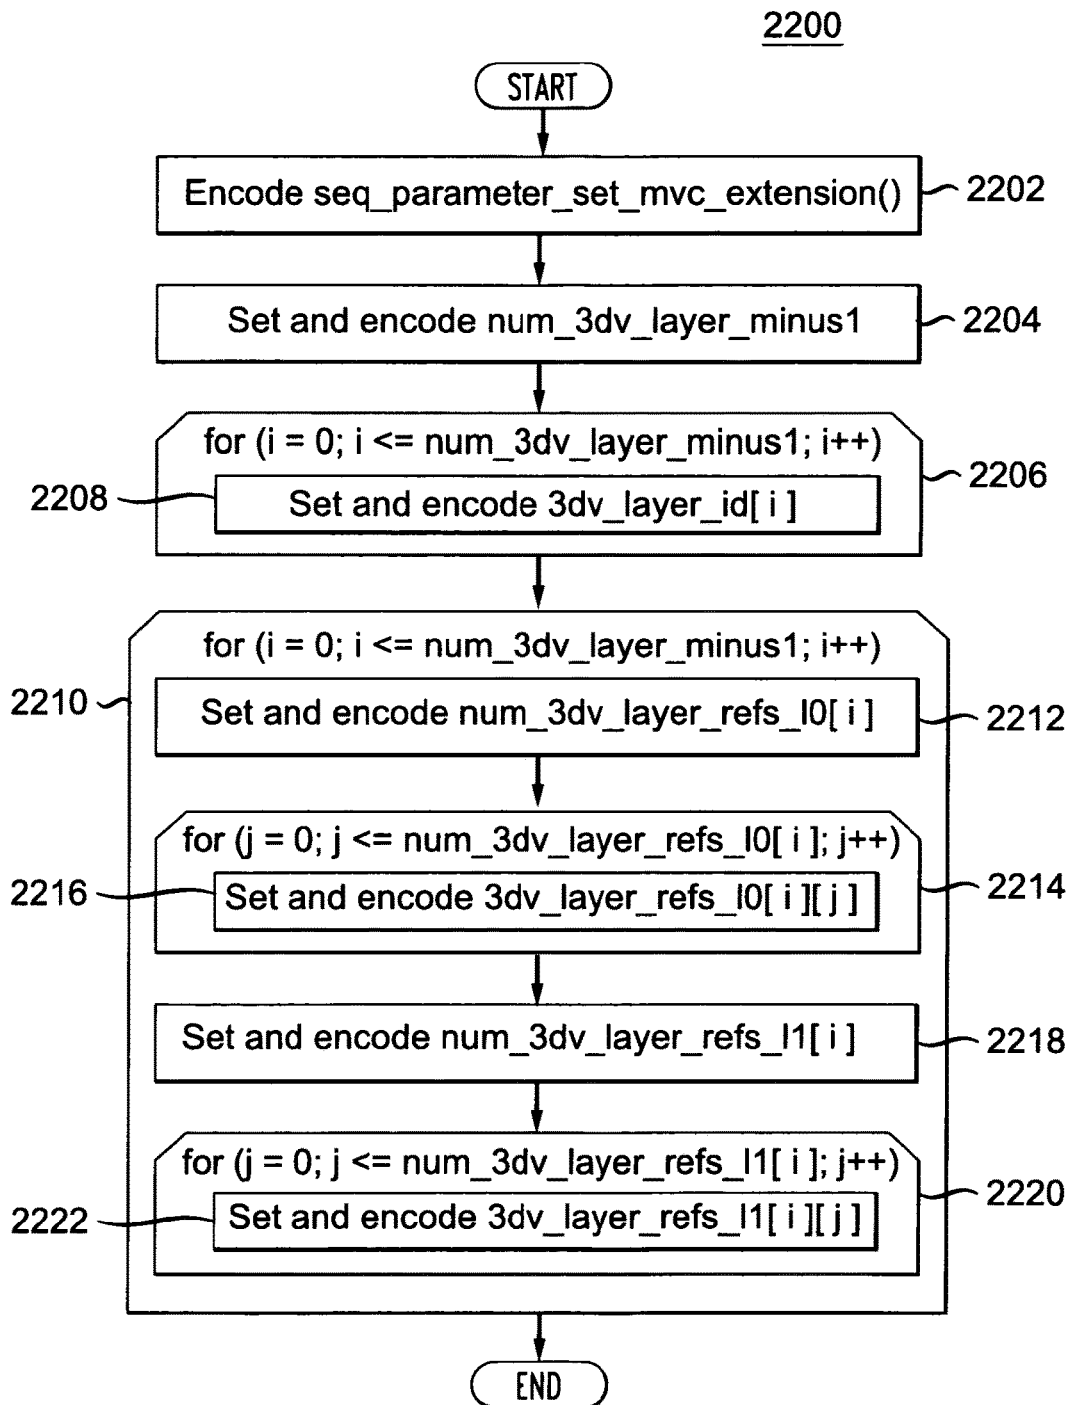 2200
START
Encode seq_parameter_set_mvc_extension()
2202
Set and encode num_3dv_layer_minus1
2204
for (i = 0; i <= num_3dv_layer_minus1; i++)
2206
2208
Set and encode 3dv_layer_id[ i ]
for (i = 0; i <= num_3dv_layer_minus1; i++)
2210
Set and encode num_3dv_layer_refs_l0[ i ]
2212
for (j = 0; j <= num_3dv_layer_refs_l0[ i ]; j++)
2214
2216
Set and encode 3dv_layer_refs_l0[ i ][ j ]
Set and encode num_3dv_layer_refs_l1[ i ]
2218
for (j = 0; j <= num_3dv_layer_refs_l1[ i ]; j++)
2220
2222
Set and encode 3dv_layer_refs_l1[ i ][ j ]
END